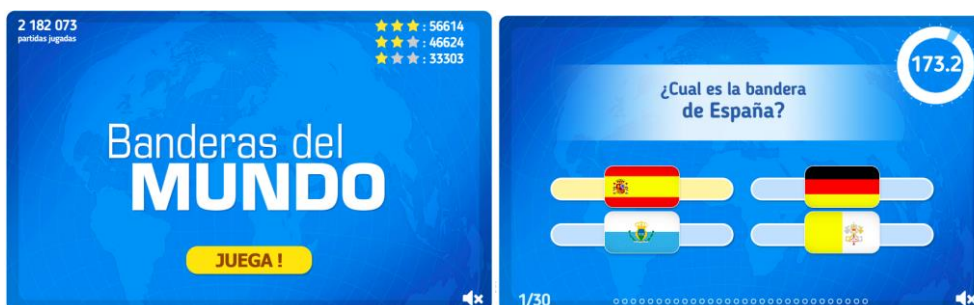 2 182 073
partidas jugadas
: 56614
: 46624
: 33303
Banderas del
MUNDO
JUEGA !
173.2
¿Cual es la bandera
de España?
1/30